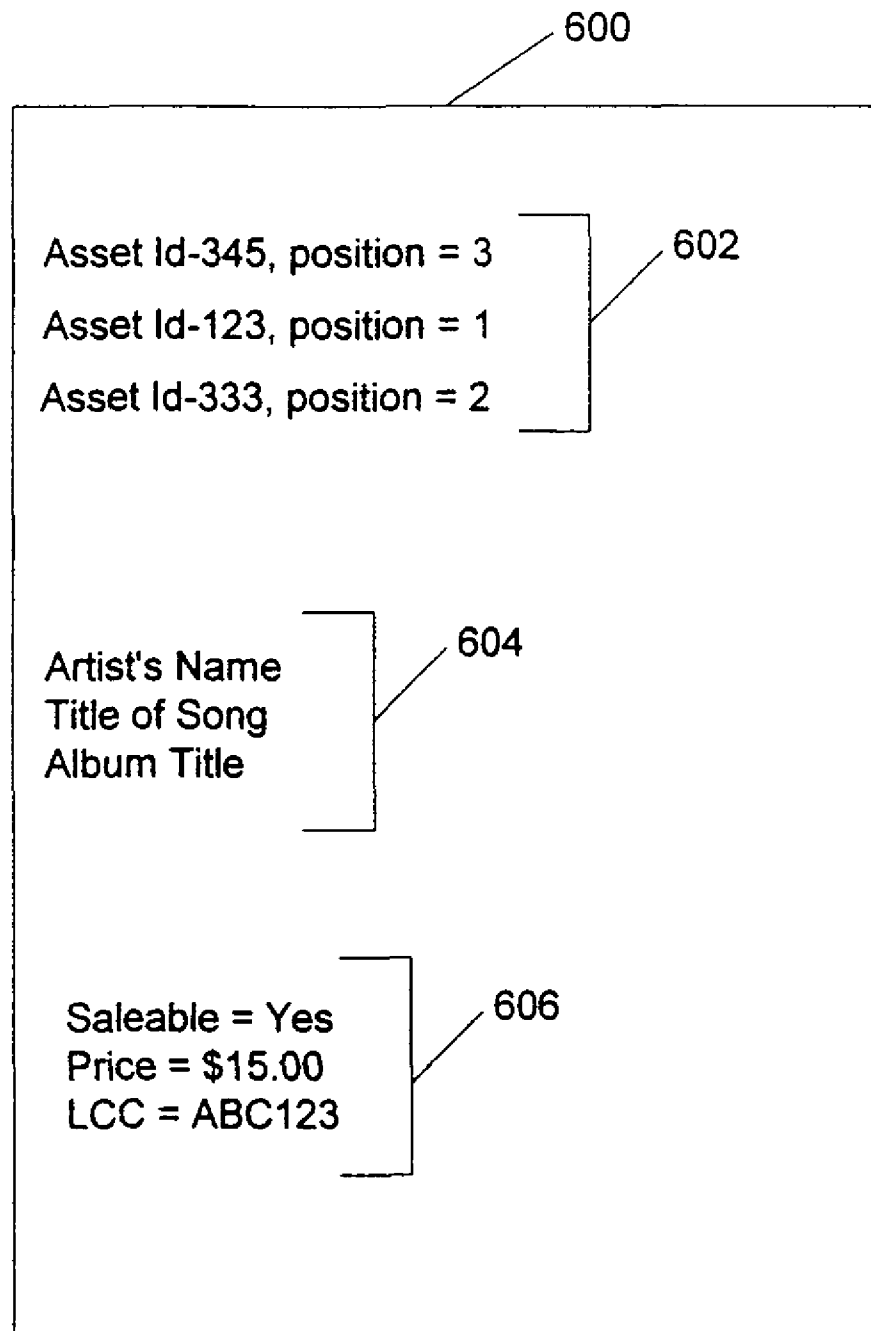 600
Asset Id-345, position = 3
602
Asset Id-123, position = 1
Asset Id-333, position = 2
604
Artist's Name
Title of Song
Album Title
606
Saleable = Yes
Price = $15.00
LCC = ABC123